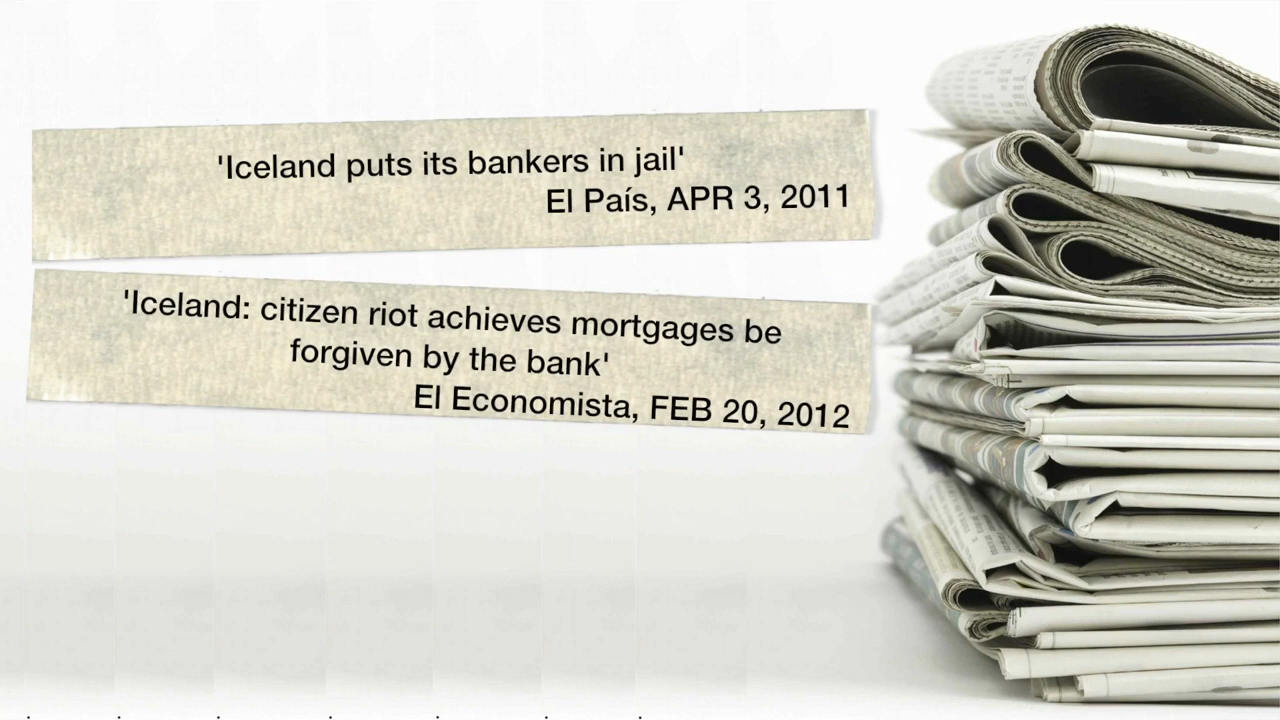 'Iceland puts its bankers in jail'
El País, APR 3, 2011
'Iceland: citizen riot achieves mortgages be
forgiven by the bank'
El Economista, FEB 20, 2012